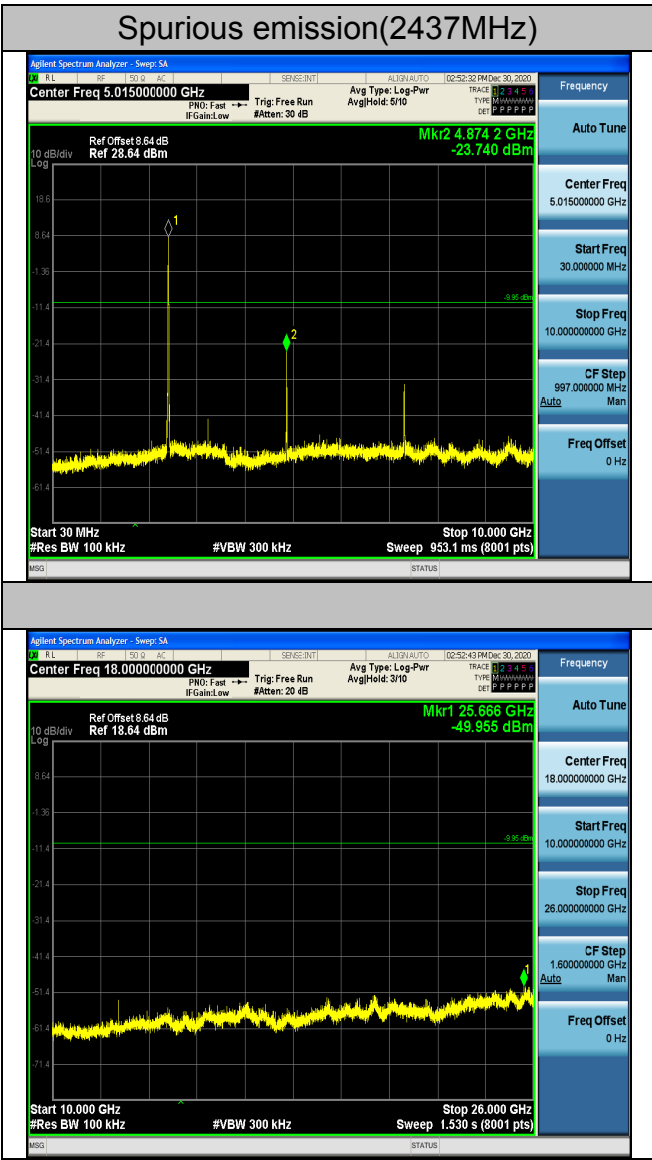 Spurious emission(2437MHz)
Agilent Spectrum Analyzer - Swept SA
RL RF 50 Ω AC SENSE:INT ALIGNAUTO 02:52:32 PM Dec 30, 2020
Center Freq 5.015000000 GHz
PNO: Fast
IFGain:Low
Trig: Free Run
#Atten: 30 dB
Avg Type: Log-Pwr
Avg|Hold: 5/10
TRACE 1 2 3 4 5 6
TYPE M
DET P P P P P P
Frequency
Mkr2 4.874 2 GHz
-23.740 dBm
Ref Offset 8.64 dB
10 dB/div Ref 28.64 dBm
Log
18.6
8.64
-1.36
-11.4
-21.4
-31.4
-41.4
-51.4
-61.4
1
2
-9.95 dBm
Start 30 MHz
Stop 10.000 GHz
#Res BW 100 kHz #VBW 300 kHz Sweep 953.1 ms (8001 pts)
MSG STATUS
Auto Tune
Center Freq
5.015000000 GHz
Start Freq
30.000000 MHz
Stop Freq
10.000000000 GHz
CF Step
997.000000 MHz
Auto Man
Freq Offset
0 Hz
Agilent Spectrum Analyzer - Swept SA
RL RF 50 Ω AC SENSE:INT ALIGNAUTO 02:52:43 PM Dec 30, 2020
Center Freq 18.000000000 GHz
PNO: Fast
IFGain:Low
Trig: Free Run
#Atten: 20 dB
Avg Type: Log-Pwr
Avg|Hold: 3/10
TRACE 1 2 3 4 5 6
TYPE M
DET P P P P P P
Frequency
Mkr1 25.666 GHz
-49.955 dBm
Ref Offset 8.64 dB
10 dB/div Ref 18.64 dBm
Log
8.64
-1.36
-11.4
-21.4
-31.4
-41.4
-51.4
-61.4
-71.4
-9.95 dBm
1
Start 10.000 GHz
Stop 26.000 GHz
#Res BW 100 kHz #VBW 300 kHz Sweep 1.530 s (8001 pts)
MSG STATUS
Auto Tune
Center Freq
18.000000000 GHz
Start Freq
10.000000000 GHz
Stop Freq
26.000000000 GHz
CF Step
1.600000000 GHz
Auto Man
Freq Offset
0 Hz